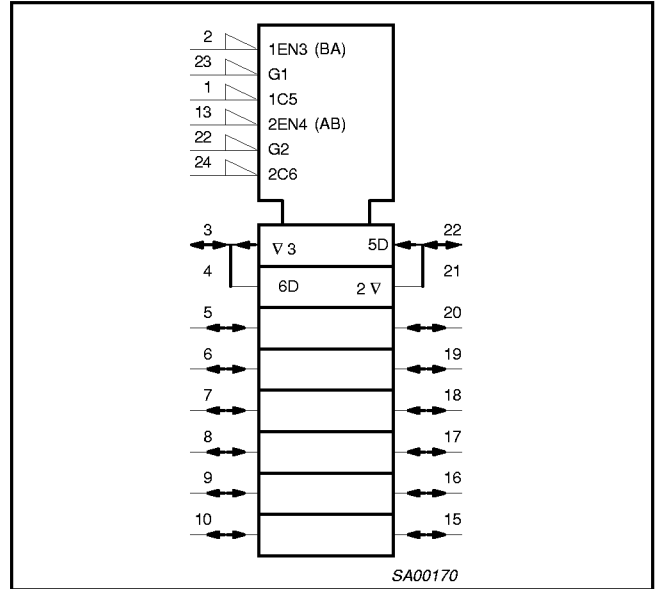 2 1EN3 (BA)
23 G1
1 1C5
13 2EN4 (AB)
22 G2
24 2C6
3 ∇ 3 5D 22
4 6D 2 ∇ 21
5 20
6 19
7 18
8 17
9 16
10 15
SA00170